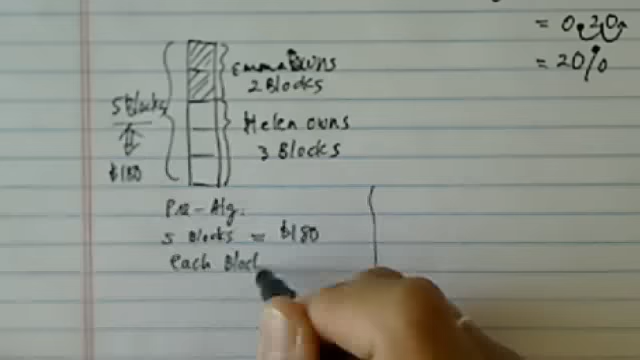 = 0.20
= 20%
Emma owns
2 Blocks
5 Blocks
Helen owns
3 Blocks
$180
Pre-Alg.
5 Blocks = $180
each Bloc